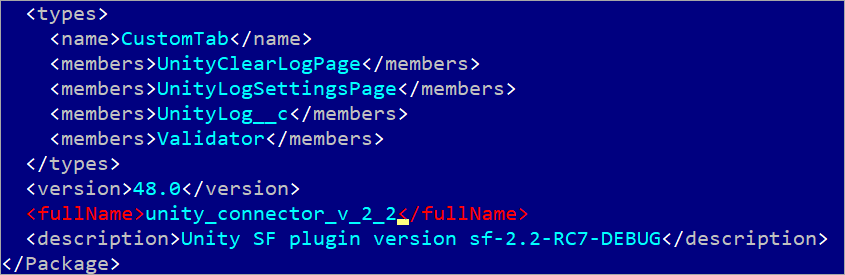 <types>
<name>CustomTab</name>
<members>UnityClearLogPage</members>
<members>UnityLogSettingsPage</members>
<members>UnityLog__c</members>
<members>Validator</members>
</types>
<version>48.0</version>
<fullName>unity_connector_v_2_2</fullName>
<description>Unity SF plugin version sf-2.2-RC7-DEBUG</description>
</Package>